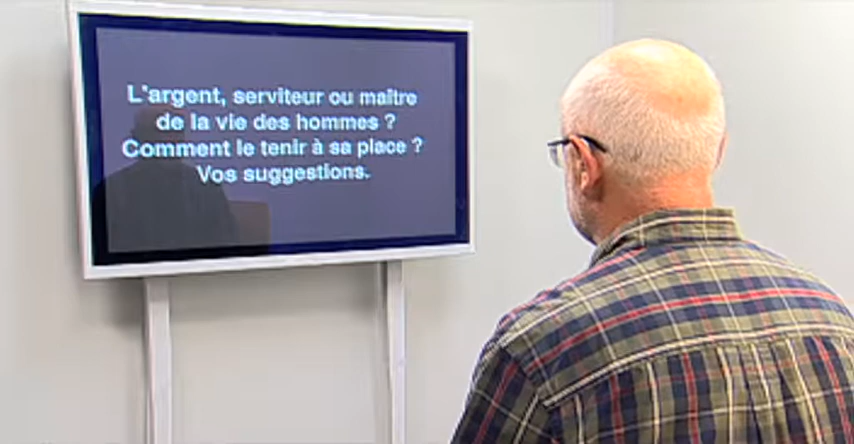 L'argent, serviteur ou maître
de la vie des hommes ?
Comment le tenir à sa place ?
Vos suggestions.